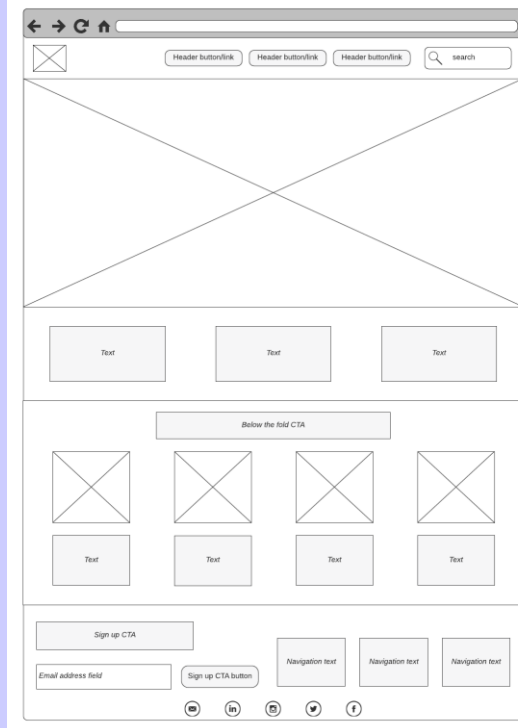 Header button/link Header button/link Header button/link search
Text Text Text
Below the fold CTA
Text Text Text Text
Sign up CTA
Navigation text Navigation text Navigation text
Email address field Sign up CTA button
in f